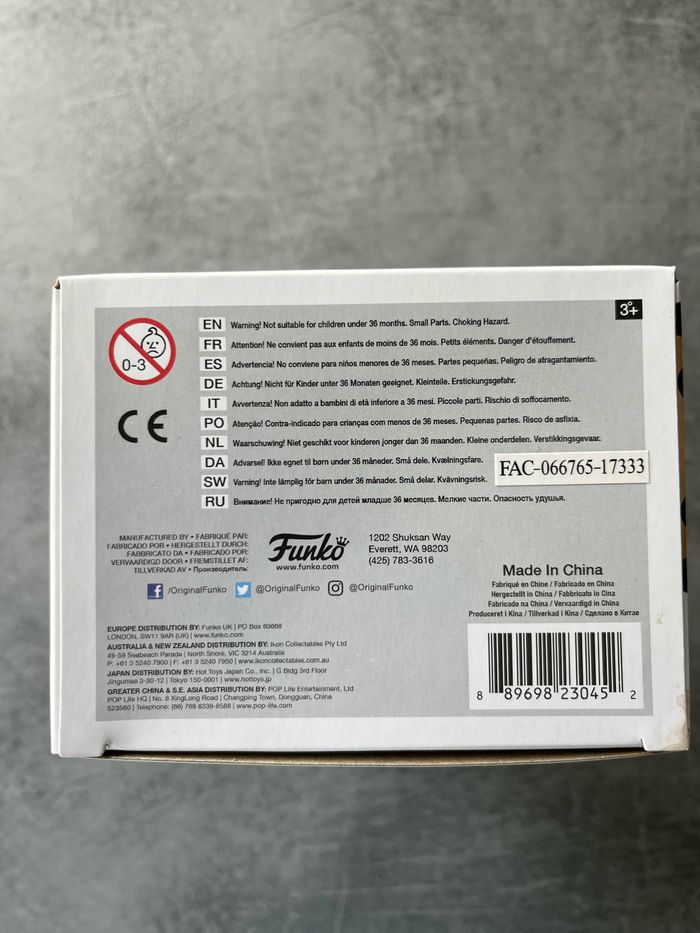 3+
0-3
CE
EN Warning! Not suitable for children under 36 months. Small Parts. Choking Hazard.
FR Attention! Ne convient pas aux enfants de moins de 36 mois. Petits éléments. Danger d'étouffement.
ES Advertencia! No conviene para niños menores de 36 meses. Partes pequeñas. Peligro de atragantamiento.
DE Achtung! Nicht für Kinder unter 36 Monaten geeignet. Kleinteile. Erstickungsgefahr.
IT Avvertenza! Non adatto a bambini di età inferiore a 36 mesi. Piccole parti. Rischio di soffocamento.
PO Atenção! Contra-indicado para crianças com menos de 36 meses. Pequenas partes. Risco de asfixia.
NL Waarschuwing! Niet geschikt voor kinderen jonger dan 36 maanden. Kleine onderdelen. Verstikkingsgevaar.
DA Advarsel! Ikke egnet til børn under 36 måneder. Små dele. Kvælningsfare.
FAC-066765-17333
SW Varning! Inte lämplig för barn under 36 månader. Små delar. Kvävningsrisk.
RU Внимание! Не пригодно для детей младше 36 месяцев. Мелкие части. Опасность удушья.
MANUFACTURED BY • FABRIQUÉ PAR:
FABRICADO POR • HERGESTELLT DURCH:
FABBRICATO DA • FABRICADO POR:
VERVAARDIGD DOOR • FREMSTILLET AF:
TILLVERKAD AV • Производитель:
Funko
www.funko.com
1202 Shuksan Way
Everett, WA 98203
(425) 783-3616
/OriginalFunko @OriginalFunko @OriginalFunko
Made In China
Fabriqué en Chine / Fabricado en China
Hergestellt in China / Fabbricato in Cina
Fabricado na China / Vervaardigd in China
Produceret i Kina / Tillverkad i Kina / Сделано в Китае
EUROPE DISTRIBUTION BY: Funko UK | PO Box 63068
LONDON, SW11 9AR (UK) | www.funko.com
AUSTRALIA & NEW ZEALAND DISTRIBUTION BY: Ikon Collectables Pty Ltd
49-59 Seabeach Parade | North Shore, VIC 3214 Australia
P: +61 3 5240 7900 | F: +61 3 5240 7950 | www.ikoncollectables.com.au
JAPAN DISTRIBUTION BY: Hot Toys Japan Co., Inc. | G Bldg 3rd Floor
Jingumae 3-30-12 | Tokyo 150-0001 | www.hottoys.jp
GREATER CHINA & S.E. ASIA DISTRIBUTION BY: POP Life Entertainment, Ltd
POP Life HQ | No. 8 XingLong Road | Changping Town, Dongguan, China
523560 | Telephone: (86) 769 8339-8588 | www.pop-life.com
8 89698 23045 2